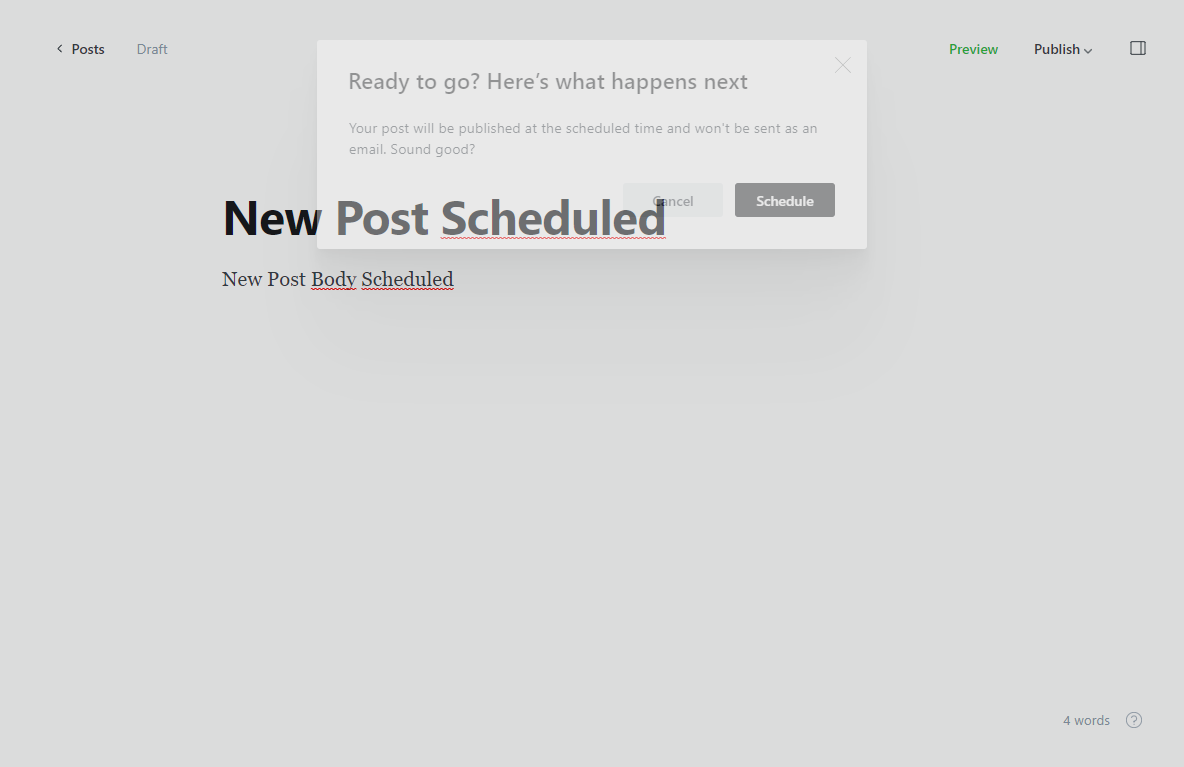 Posts Draft Preview Publish
Ready to go? Here’s what happens next
Your post will be published at the scheduled time and won't be sent as an
email. Sound good?
Cancel Schedule
New Post Scheduled
New Post Body Scheduled
4 words ?